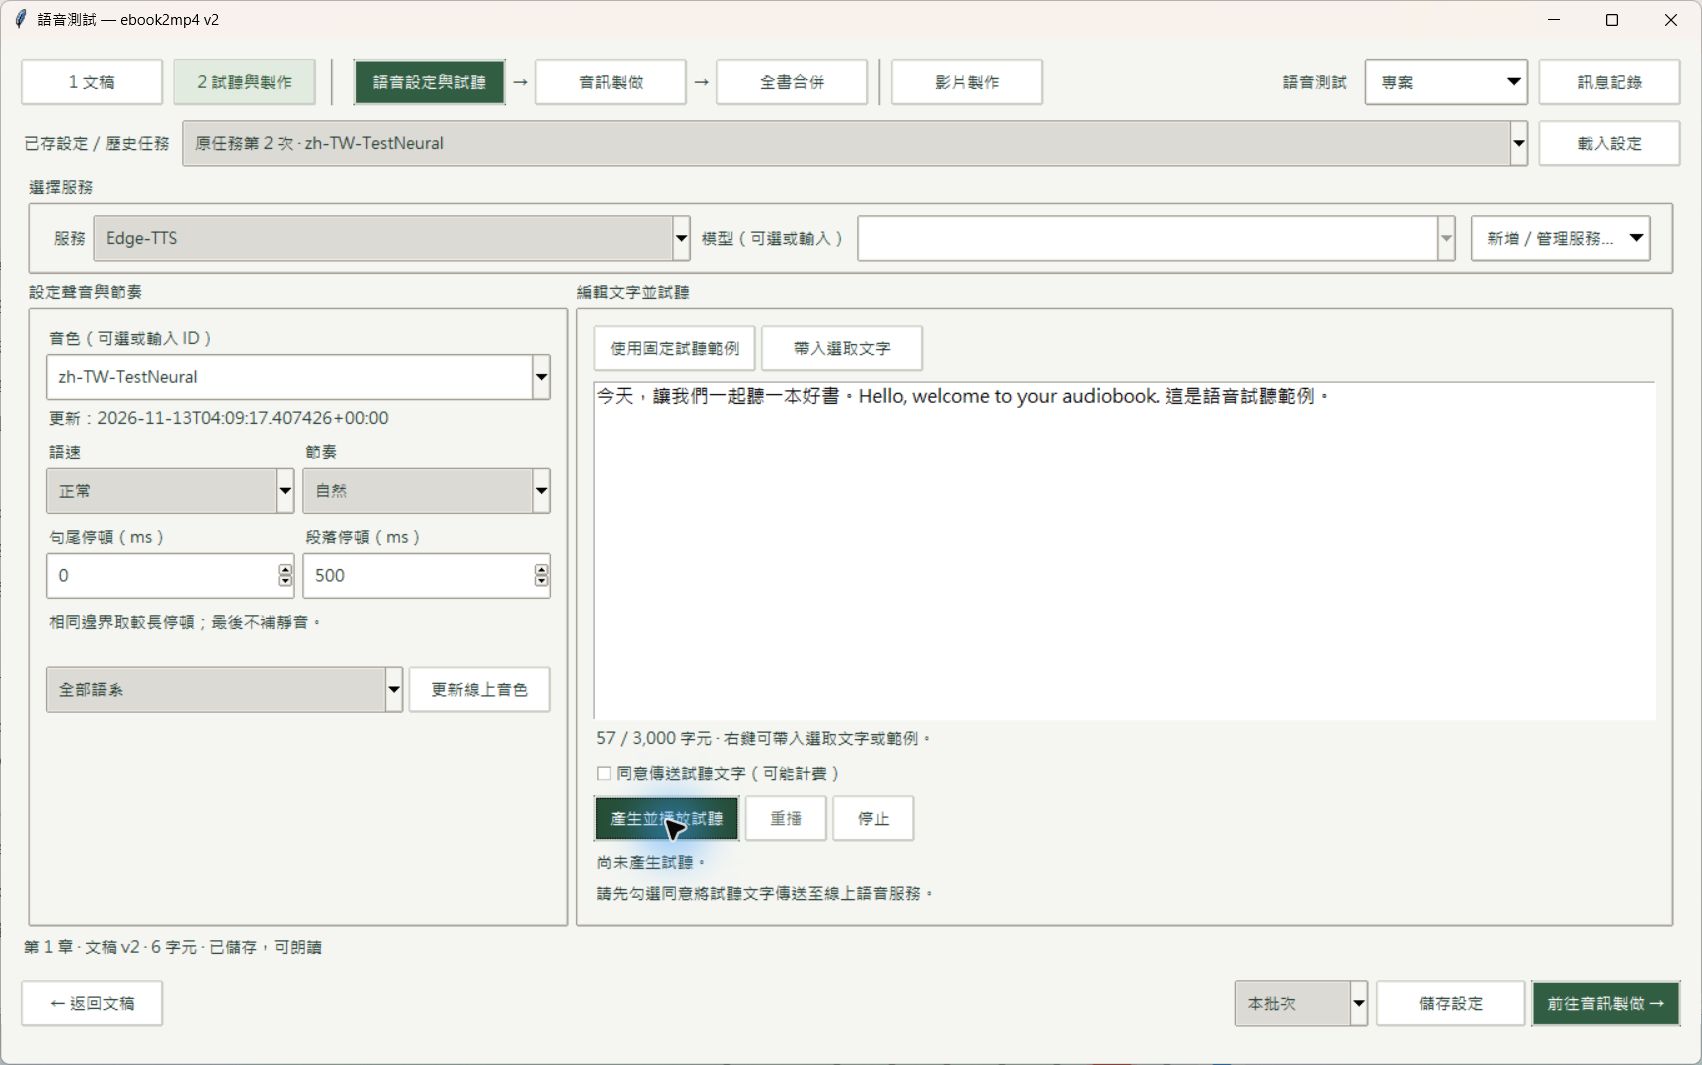 語音測試 — ebook2mp4 v2
1 文稿 2 試聽與製作 語音設定與試聽 → 音訊製做 → 全書合併 影片製作 語音測試 專案 訊息記錄
已存設定 / 歷史任務 原任務第 2 次 · zh-TW-TestNeural 載入設定
選擇服務
服務 Edge-TTS 模型（可選或輸入） 新增 / 管理服務...
設定聲音與節奏
音色（可選或輸入 ID）
zh-TW-TestNeural
更新：2026-11-13T04:09:17.407426+00:00
語速 節奏
正常 自然
句尾停頓（ms） 段落停頓（ms）
0 500
相同邊界取較長停頓；最後不補靜音。
全部語系 更新線上音色
編輯文字並試聽
使用固定試聽範例 帶入選取文字
今天，讓我們一起聽一本好書。Hello, welcome to your audiobook. 這是語音試聽範例。
57 / 3,000 字元 · 右鍵可帶入選取文字或範例。
同意傳送試聽文字（可能計費）
產生並播放試聽 重播 停止
尚未產生試聽。
請先勾選同意將試聽文字傳送至線上語音服務。
第 1 章 · 文稿 v2 · 6 字元 · 已儲存，可朗讀
← 返回文稿 本批次 儲存設定 前往音訊製做 →